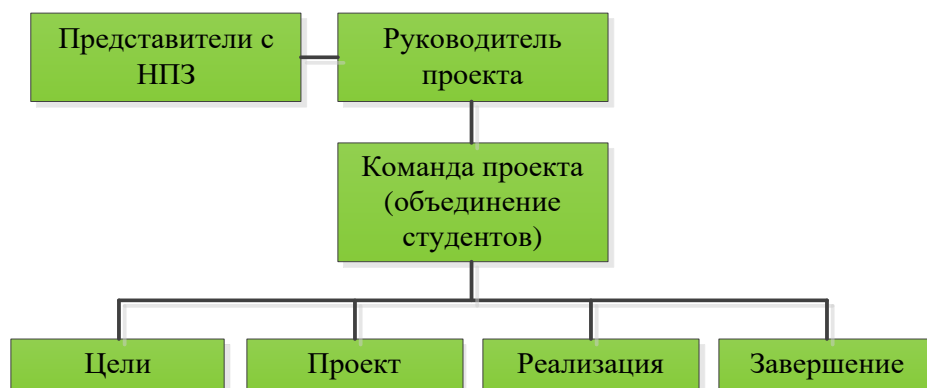 Представители с
НПЗ
Руководитель
проекта
Команда проекта
(объединение
студентов)
Цели
Проект
Реализация
Завершение